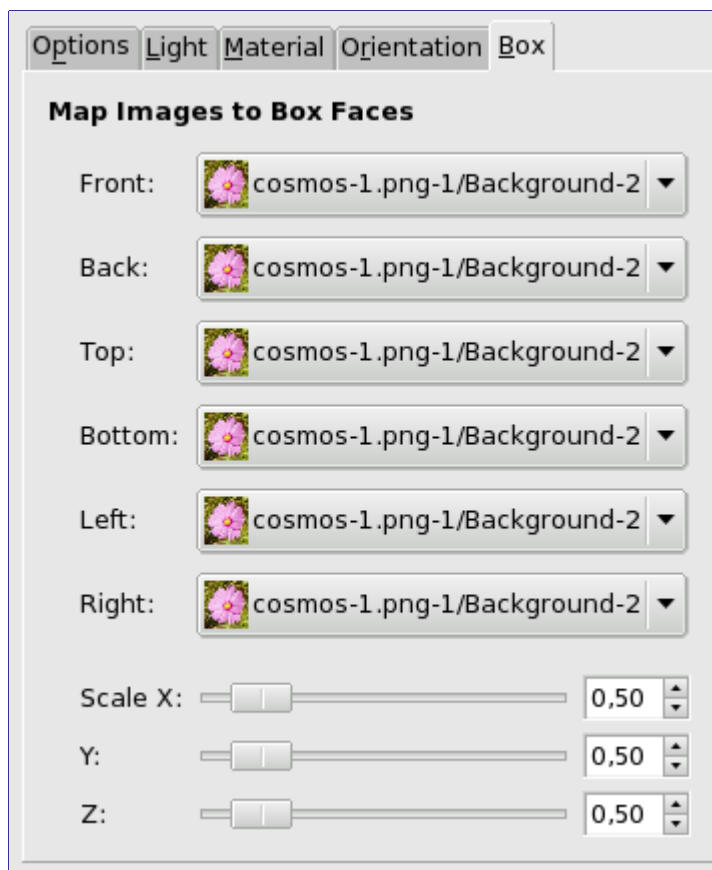 Options Light Material Orientation Box
Map Images to Box Faces
Front: cosmos-1.png-1/Background-2
Back: cosmos-1.png-1/Background-2
Top: cosmos-1.png-1/Background-2
Bottom: cosmos-1.png-1/Background-2
Left: cosmos-1.png-1/Background-2
Right: cosmos-1.png-1/Background-2
Scale X: 0,50
Y: 0,50
Z: 0,50